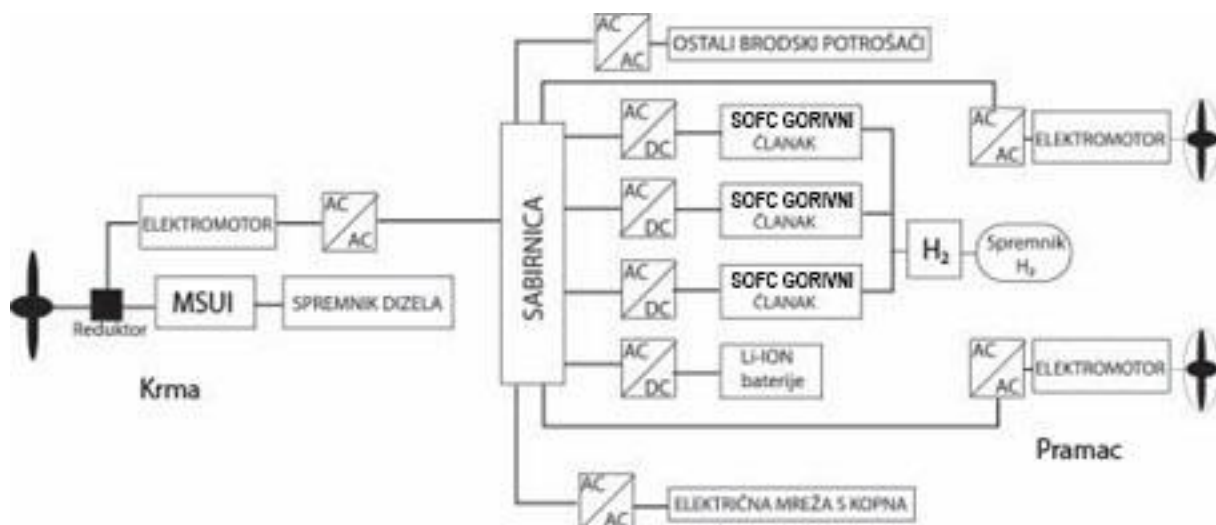 AC
AC
OSTALI BRODSKI POTROŠAČI
AC
DC
SOFC GORIVNI
ČLANAK
AC
AC
ELEKTROMOTOR
ELEKTROMOTOR
AC
AC
SABIRNICA
AC
DC
SOFC GORIVNI
ČLANAK
H₂
Spremnik
H₂
Reduktor
MSUI
SPREMNIK DIZELA
AC
DC
SOFC GORIVNI
ČLANAK
Krma
AC
DC
Li-ION
baterije
AC
AC
ELEKTROMOTOR
Pramac
AC
AC
ELEKTRIČNA MREŽA S KOPNA